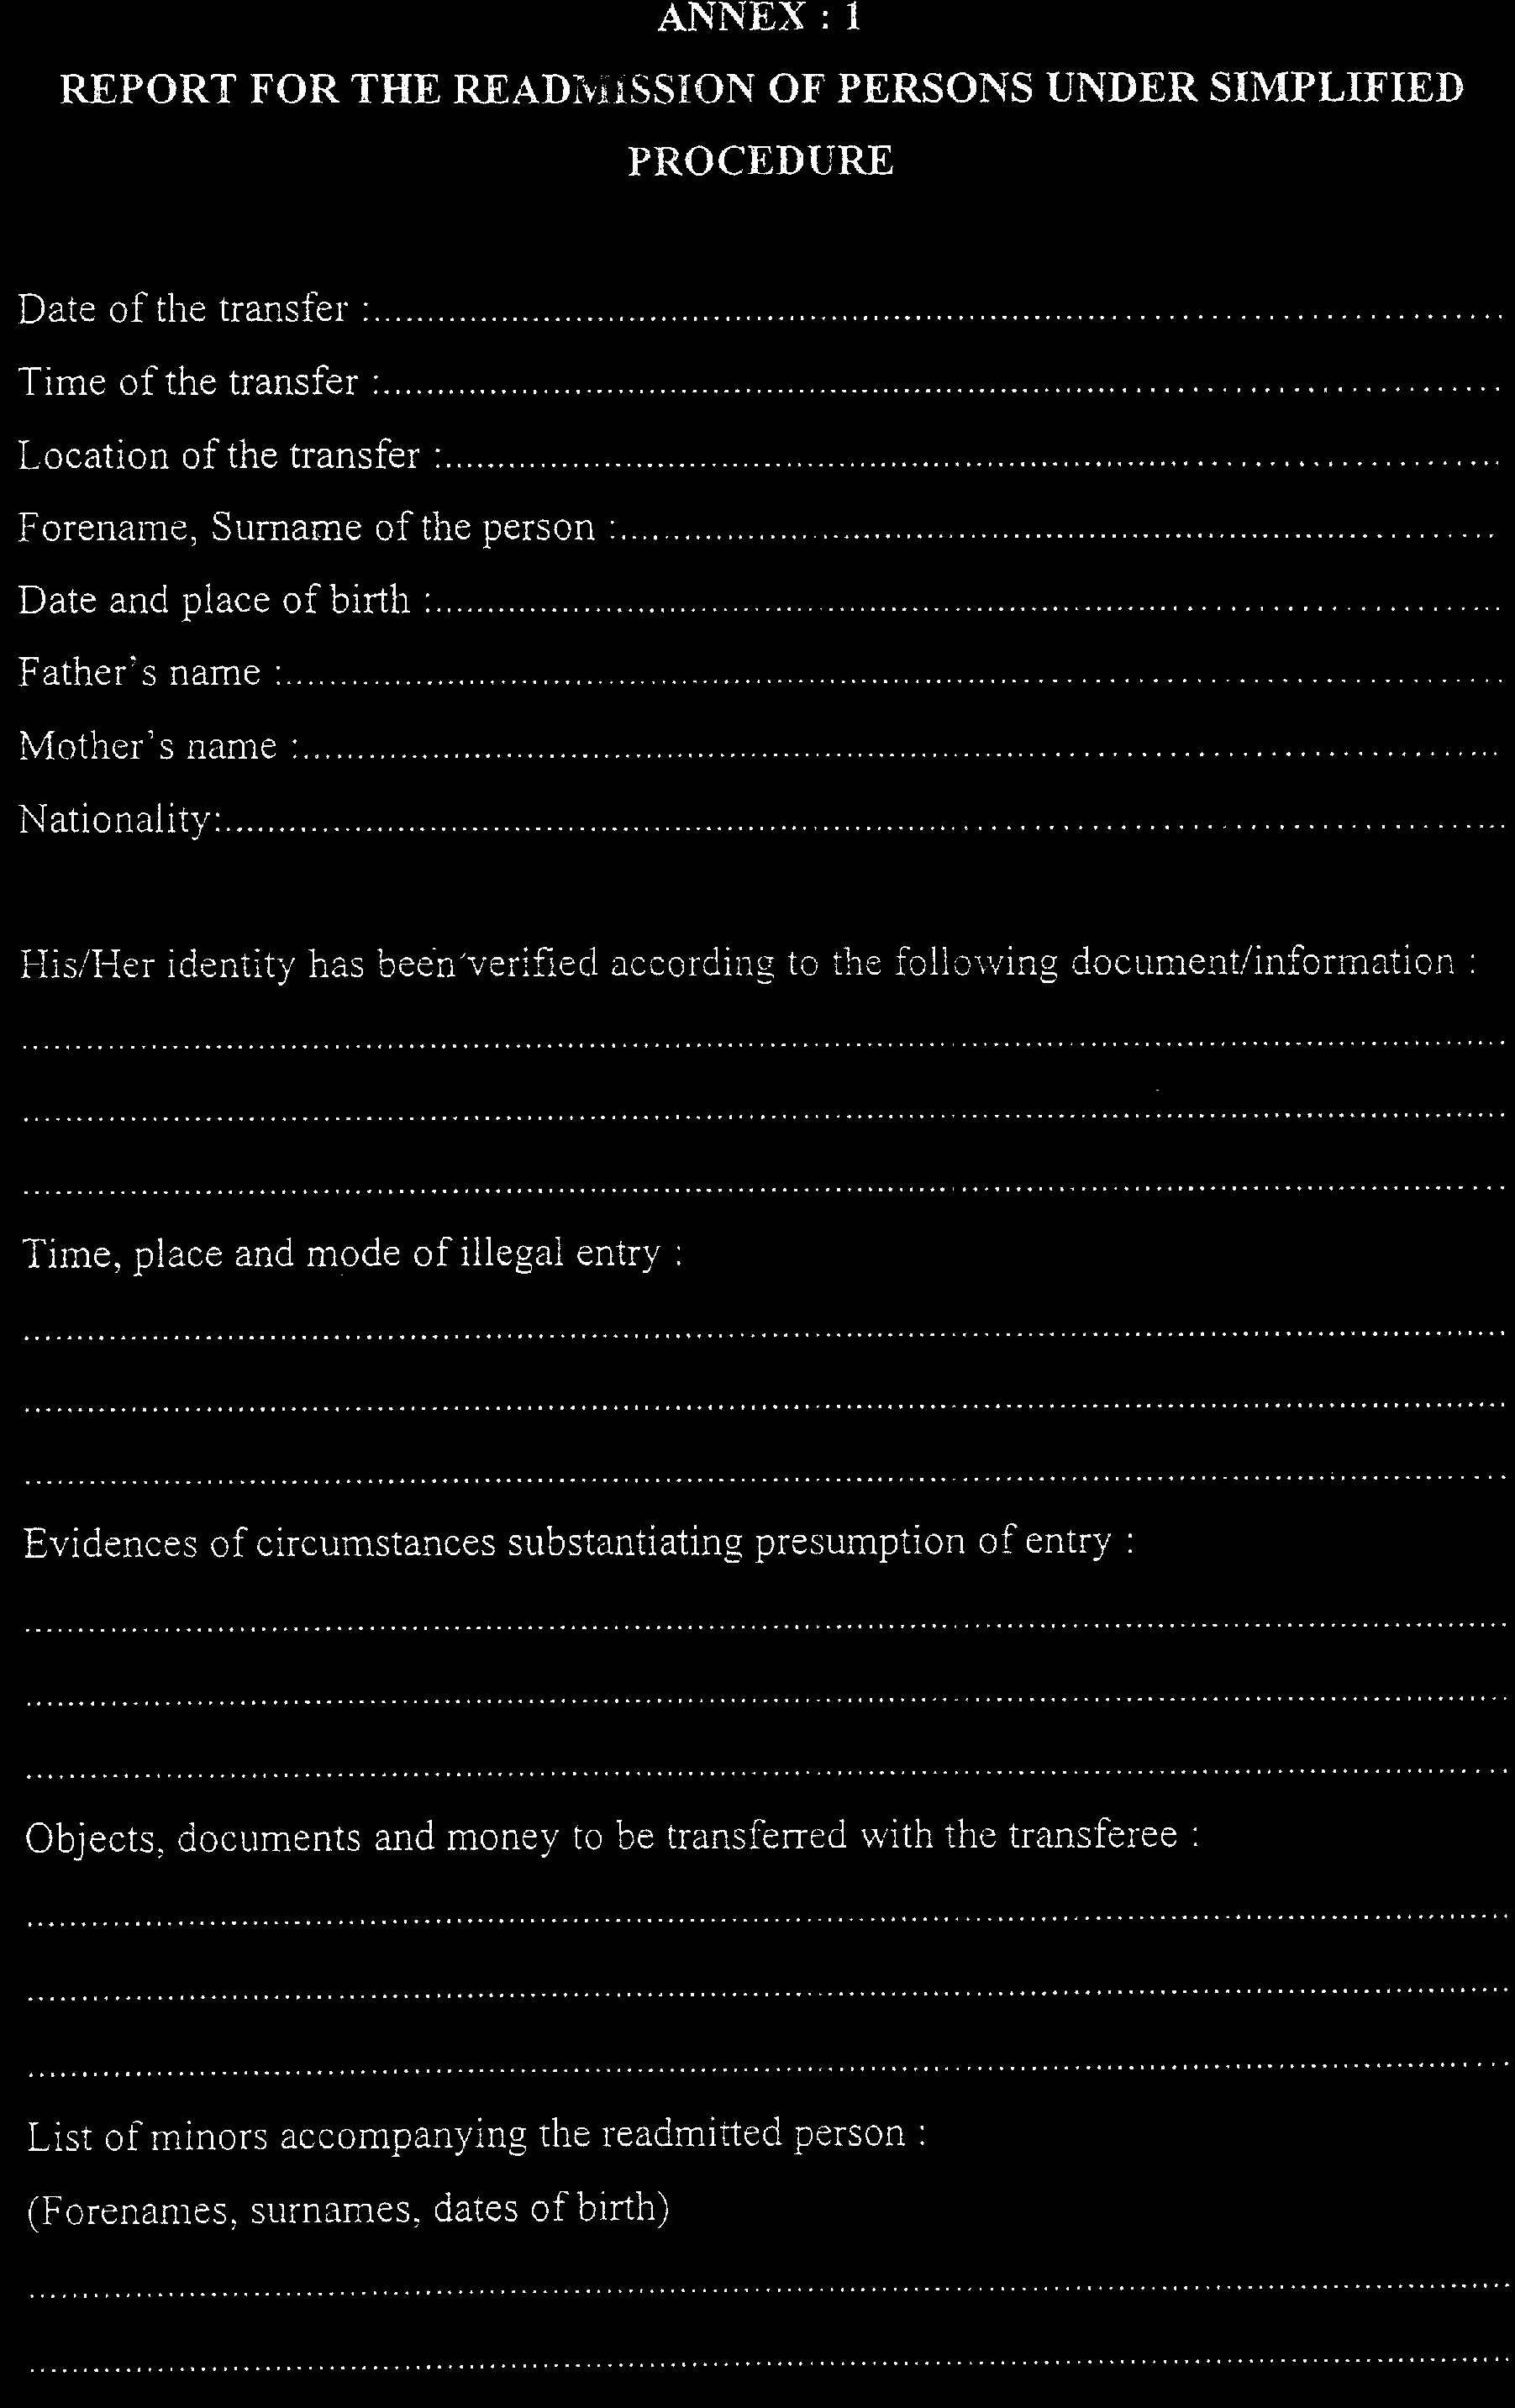 ANNEX : 1
REPORT FOR THE READMISSION OF PERSONS UNDER SIMPLIFIED
PROCEDURE
Date of the transfer :..........................................................................
Time of the transfer :..........................................................................
Location of the transfer :..........................................................................
Forename, Surname of the person :..........................................................................
Date and place of birth :..........................................................................
Father's name :..........................................................................
Mother's name :..........................................................................
Nationality:..........................................................................
His/Her identity has been verified according to the following document/information :
..........................................................................
..........................................................................
..........................................................................
Time, place and mode of illegal entry :
..........................................................................
..........................................................................
..........................................................................
Evidences of circumstances substantiating presumption of entry :
..........................................................................
..........................................................................
..........................................................................
Objects, documents and money to be transferred with the transferee :
..........................................................................
..........................................................................
..........................................................................
List of minors accompanying the readmitted person :
(Forenames, surnames, dates of birth)
..........................................................................
..........................................................................